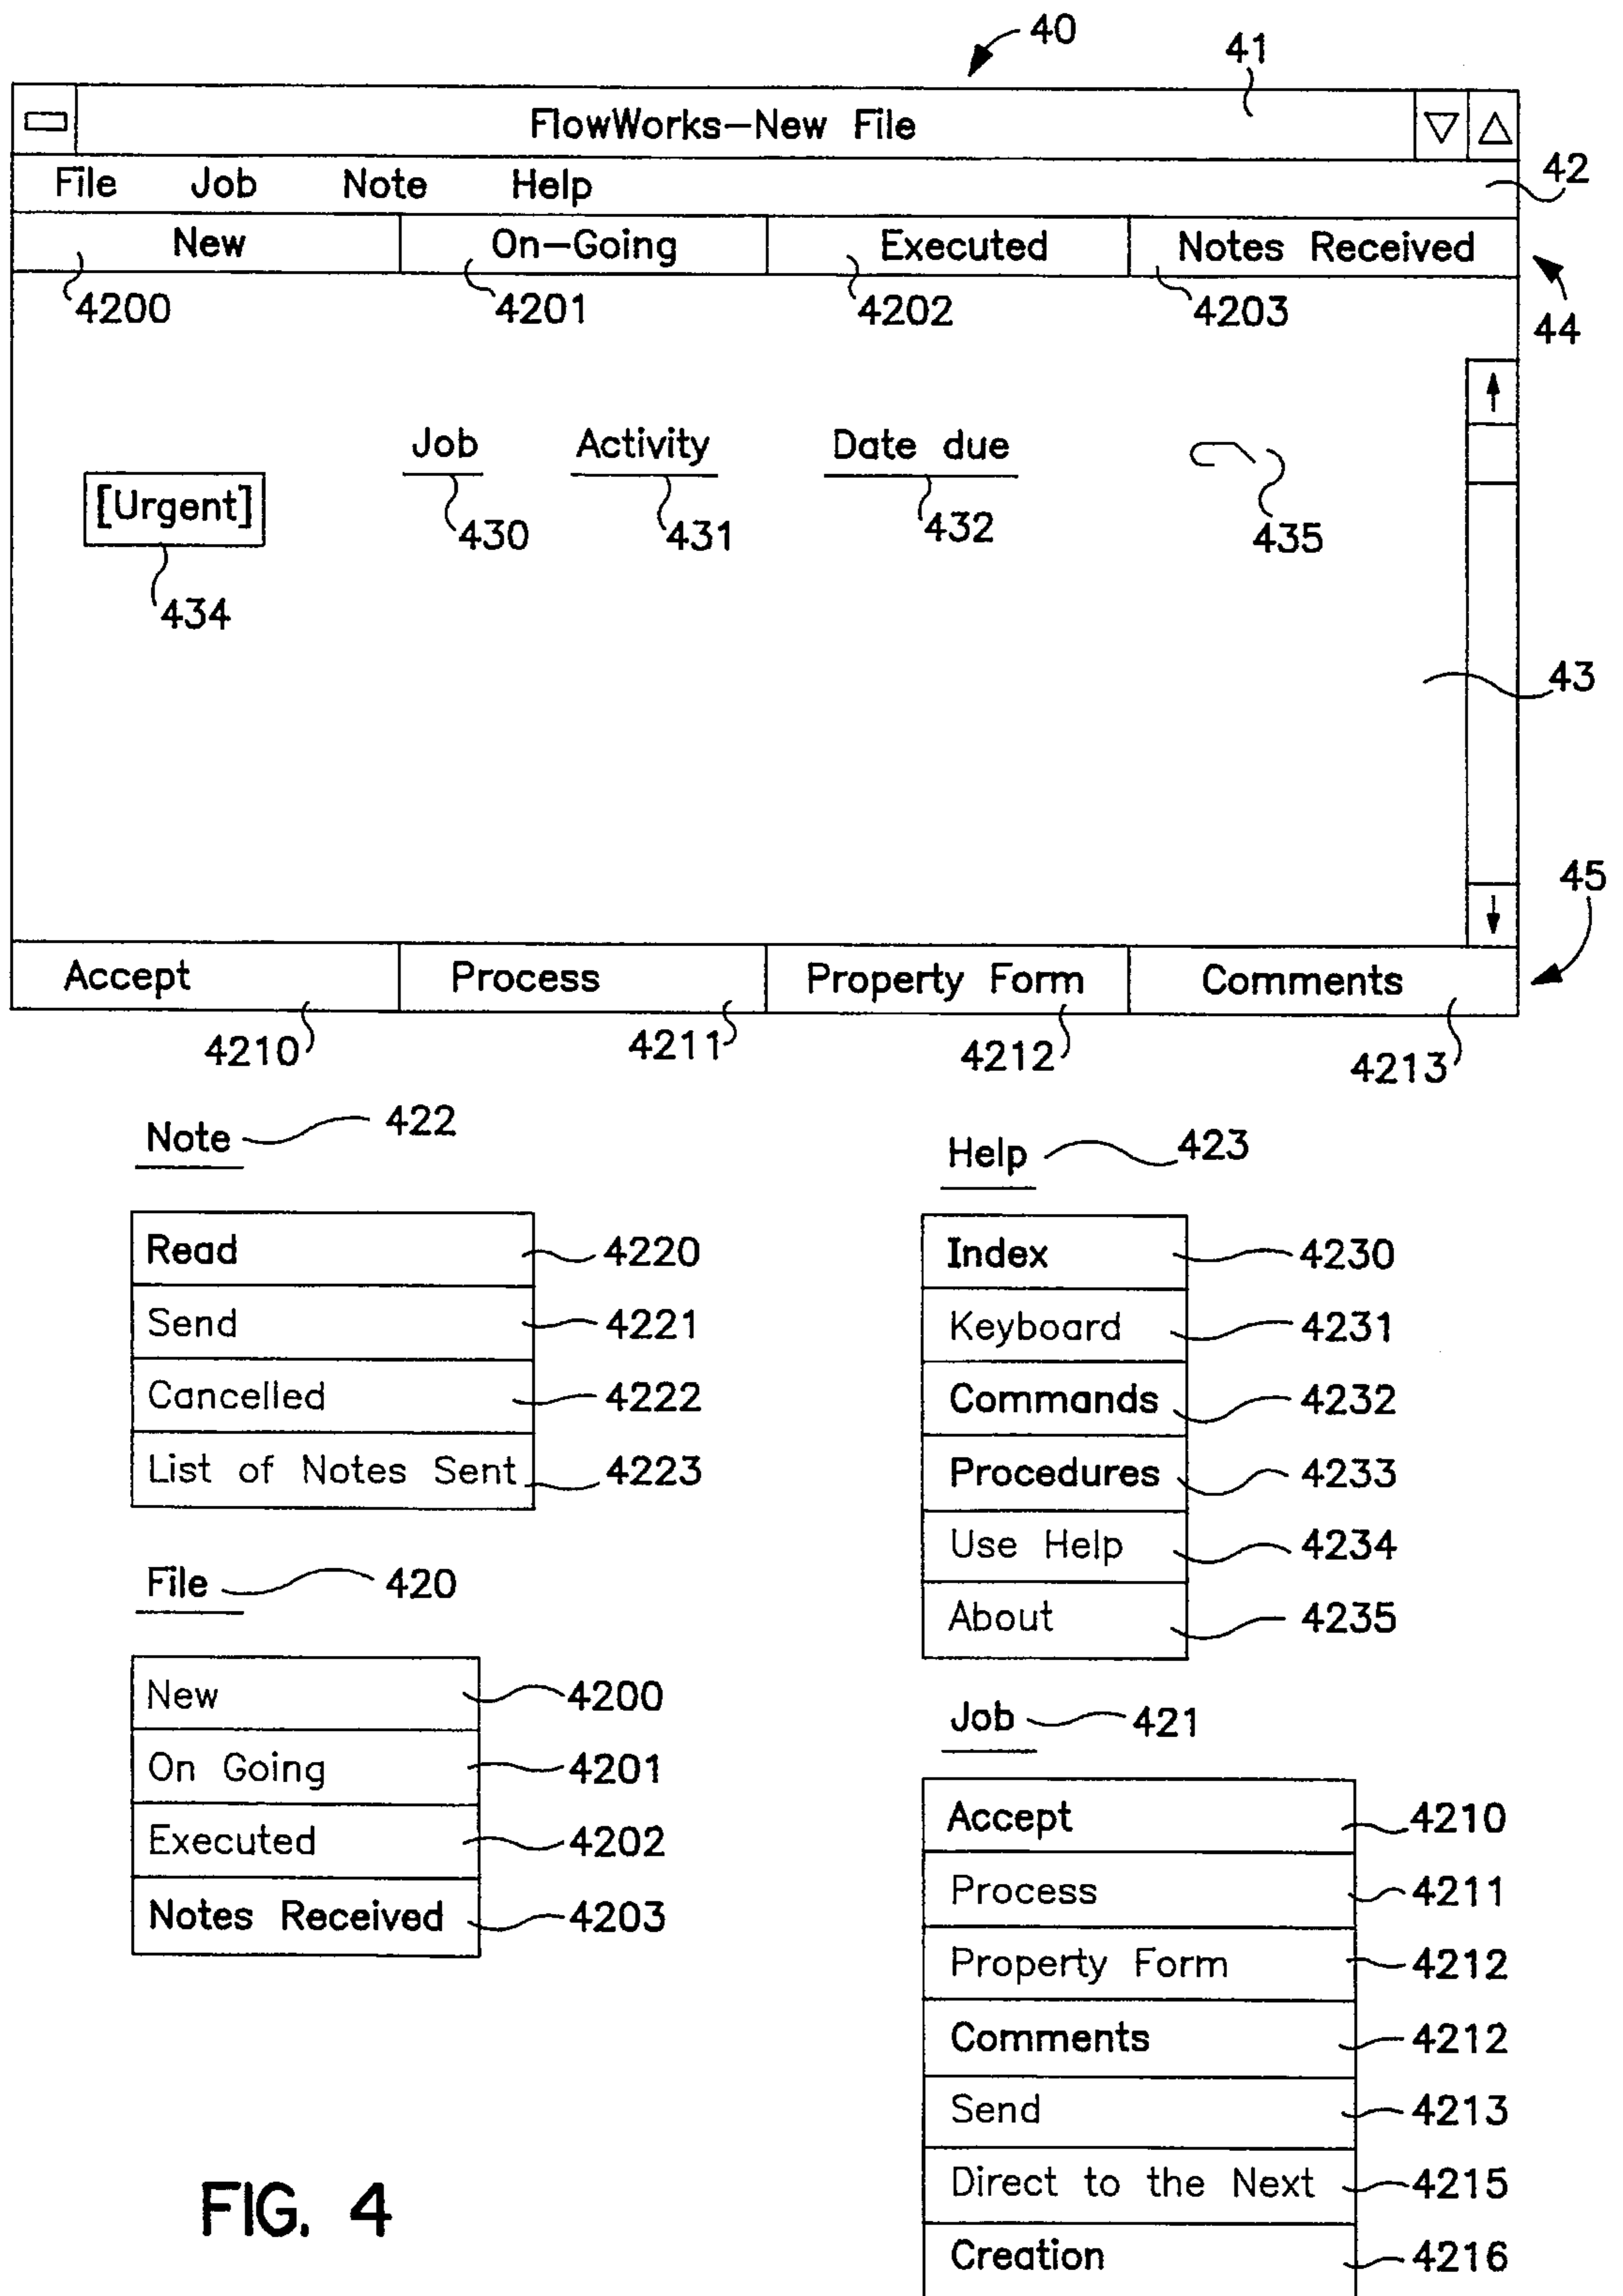 40
41
FlowWorks-New File
42
File Job Note Help
New On-Going Executed Notes Received
4200 4201 4202 4203
44
Job Activity Date due
[Urgent]
430 431 432 435
434
43
45
Accept Process Property Form Comments
4210 4211 4212 4213
Note 422
Read 4220
Send 4221
Cancelled 4222
List of Notes Sent 4223
File 420
New 4200
On Going 4201
Executed 4202
Notes Received 4203
Help 423
Index 4230
Keyboard 4231
Commands 4232
Procedures 4233
Use Help 4234
About 4235
Job 421
Accept 4210
Process 4211
Property Form 4212
Comments 4212
Send 4213
Direct to the Next 4215
Creation 4216
FIG. 4